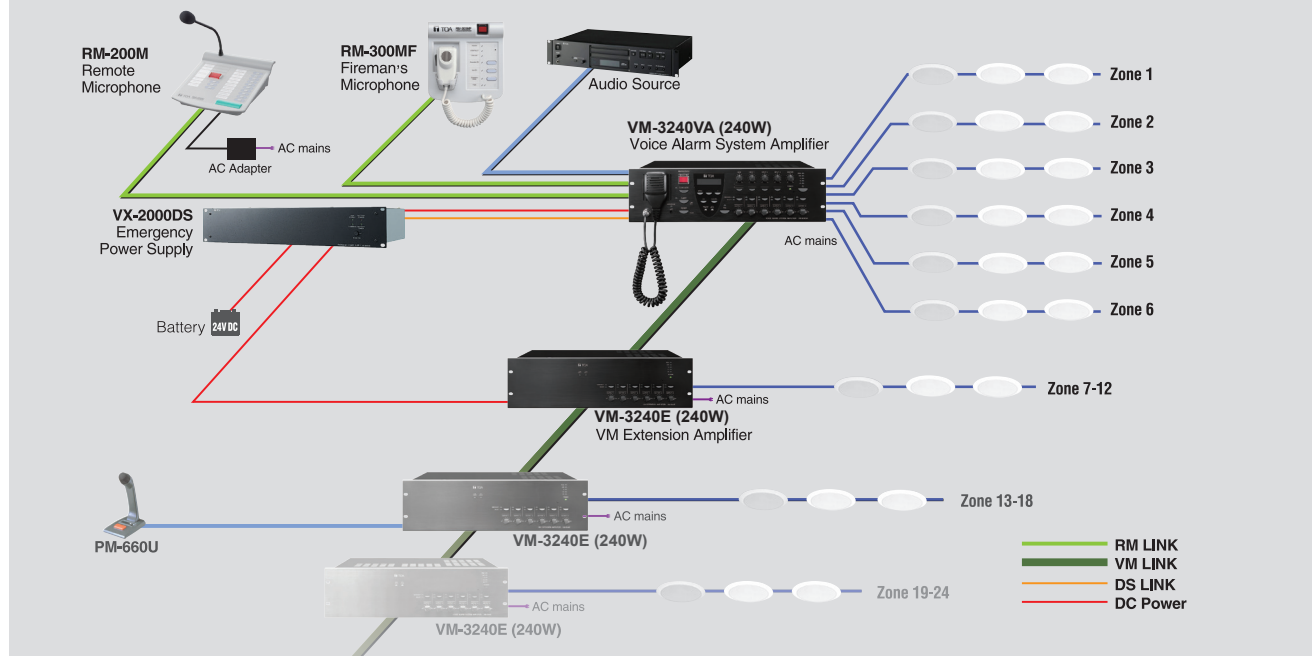 RM-200M
Remote
Microphone
AC mains
AC Adapter
RM-300MF
Fireman's
Microphone
TOA
Audio Source
VM-3240VA (240W)
Voice Alarm System Amplifier
AC mains
VX-2000DS
Emergency
Power Supply
Battery
24V DC
Zone 1
Zone 2
Zone 3
Zone 4
Zone 5
Zone 6
Zone 7-12
AC mains
VM-3240E (240W)
VM Extension Amplifier
Zone 13-18
AC mains
VM-3240E (240W)
PM-660U
Zone 19-24
AC mains
VM-3240E (240W)
RM LINK
VM LINK
DS LINK
DC Power